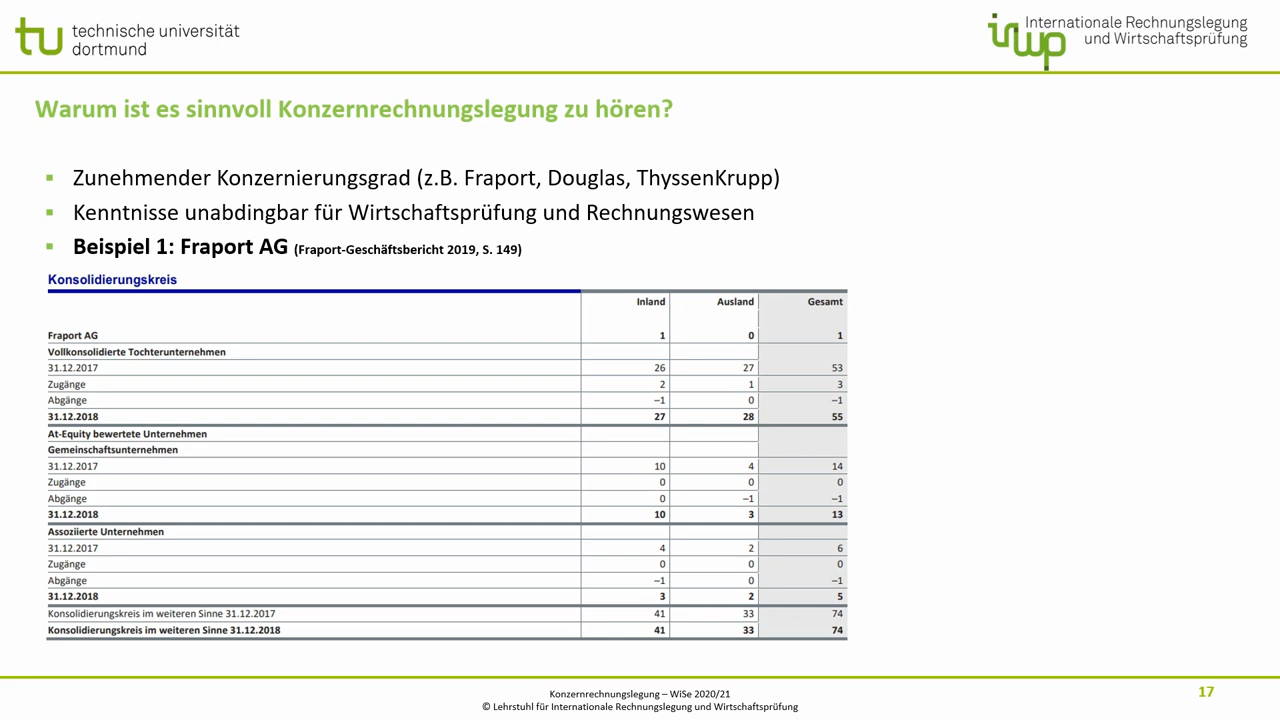 technische universität
dortmund
Internationale Rechnungslegung
und Wirtschaftsprüfung
Warum ist es sinnvoll Konzernrechnungslegung zu hören?
Zunehmender Konzernierungsgrad (z.B. Fraport, Douglas, ThyssenKrupp)
Kenntnisse unabdingbar für Wirtschaftsprüfung und Rechnungswesen
Beispiel 1: Fraport AG (Fraport-Geschäftsbericht 2019, S. 149)
Konsolidierungskreis
Inland Ausland Gesamt
Fraport AG 1 0 1
Vollkonsolidierte Tochterunternehmen
31.12.2017 26 27 53
Zugänge 2 1 3
Abgänge –1 0 –1
31.12.2018 27 28 55
At-Equity bewertete Unternehmen
Gemeinschaftsunternehmen
31.12.2017 10 4 14
Zugänge 0 0 0
Abgänge 0 –1 –1
31.12.2018 10 3 13
Assoziierte Unternehmen
31.12.2017 4 2 6
Zugänge 0 0 0
Abgänge –1 0 –1
31.12.2018 3 2 5
Konsolidierungskreis im weiteren Sinne 31.12.2017 41 33 74
Konsolidierungskreis im weiteren Sinne 31.12.2018 41 33 74
Konzernrechnungslegung – WiSe 2020/21
© Lehrstuhl für Internationale Rechnungslegung und Wirtschaftsprüfung
17